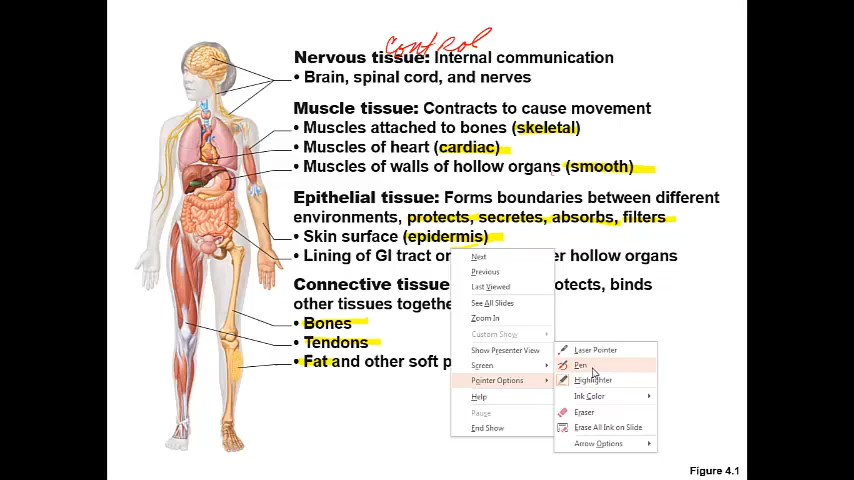 control
Nervous tissue: Internal communication
• Brain, spinal cord, and nerves
Muscle tissue: Contracts to cause movement
• Muscles attached to bones (skeletal)
• Muscles of heart (cardiac)
• Muscles of walls of hollow organs (smooth)
Epithelial tissue: Forms boundaries between different
environments, protects, secretes, absorbs, filters
• Skin surface (epidermis)
• Lining of GI tract or er hollow organs
Connective tissue otects, binds
other tissues togethe
• Bones
• Tendons
• Fat and other soft p
Next
Previous
Last Viewed
See All Slides
Zoom In
Custom Show
Show Presenter View
Screen
Pointer Options
Help
Pause
End Show
Laser Pointer
Pen
Highlighter
Ink Color
Eraser
Erase All Ink on Slide
Arrow Options
Figure 4.1